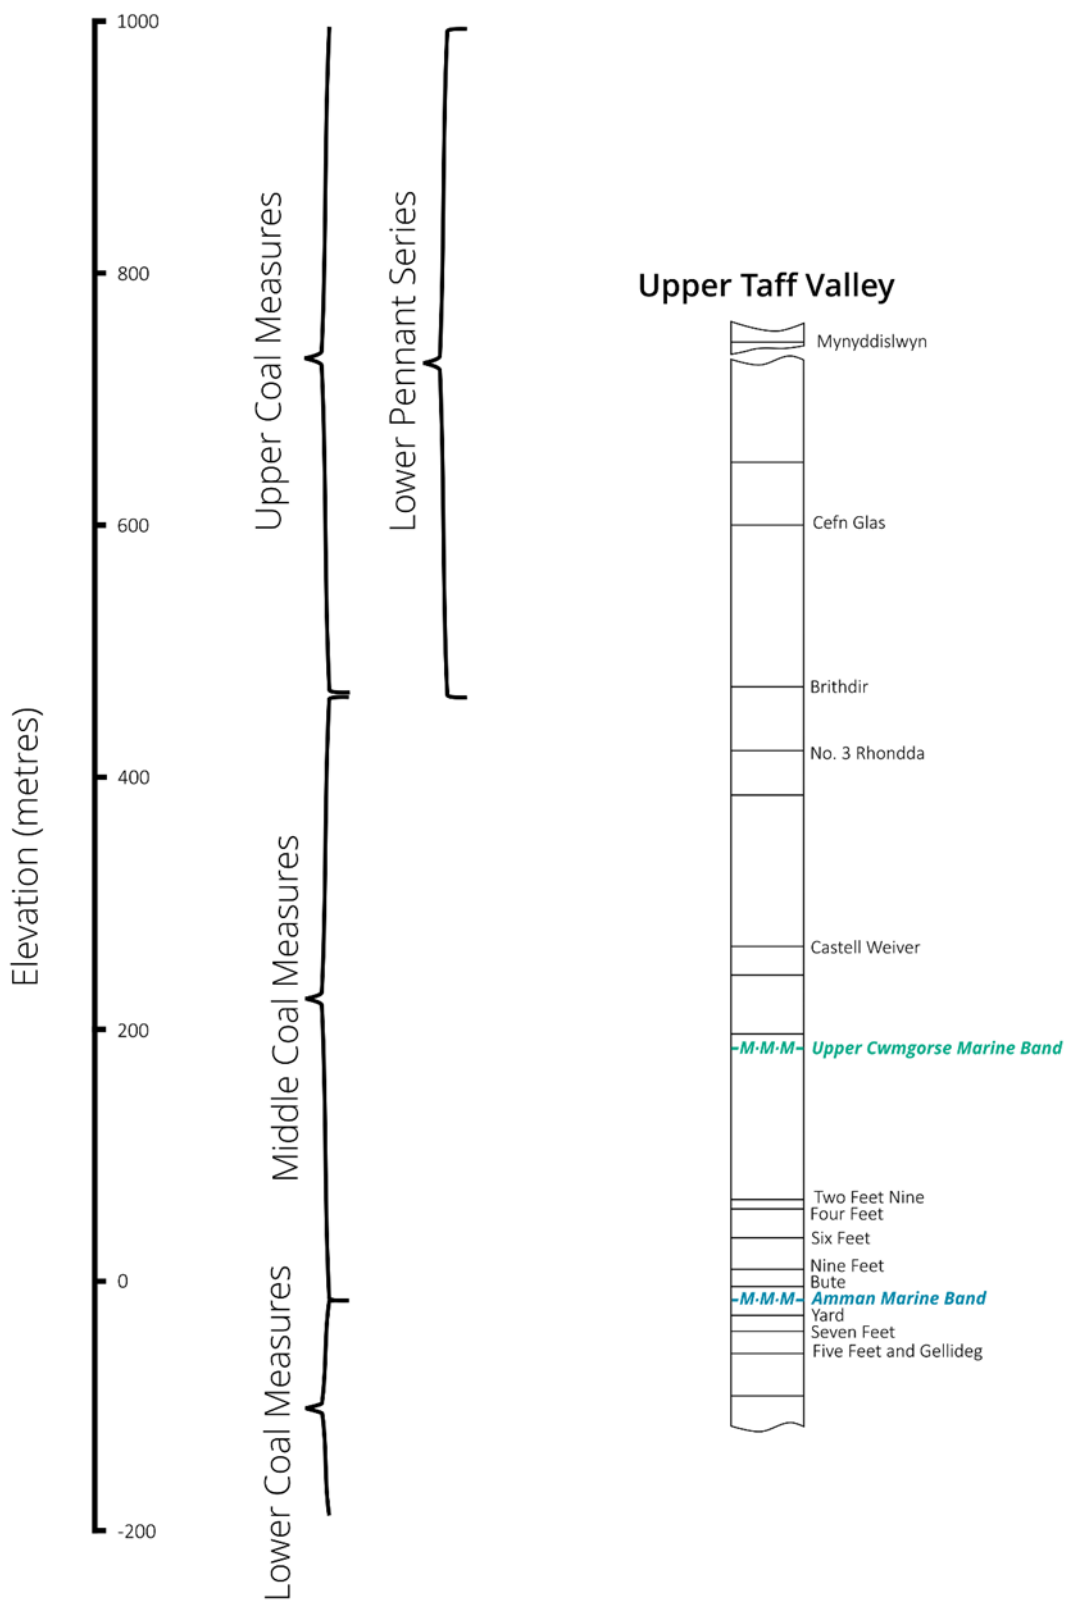 1000
800
600
400
200
0
-200
Elevation (metres)
Upper Coal Measures
Middle Coal Measures
Lower Coal Measures
Lower Pennant Series
Upper Taff Valley
Mynyddislwyn
Cefn Glas
Brithdir
No. 3 Rhondda
Castell Weiver
M·M·M Upper Cwmgorse Marine Band
Two Feet Nine
Four Feet
Six Feet
Nine Feet
Bute
M·M·M Amman Marine Band
Yard
Seven Feet
Five Feet and Gellideg